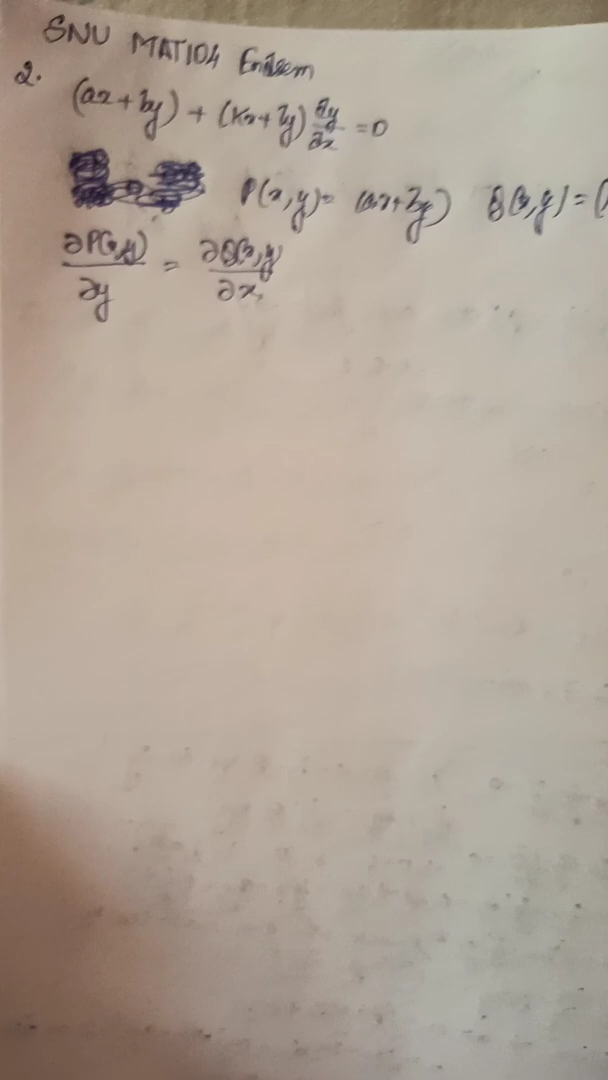 SNU MAT104 Endsem
2.
(ax + by) + (kx + ly) dy/dx = 0
P(x,y) = (ax + by) Q(x,y) = (
∂P(x,y)/∂y = ∂Q(x,y)/∂x